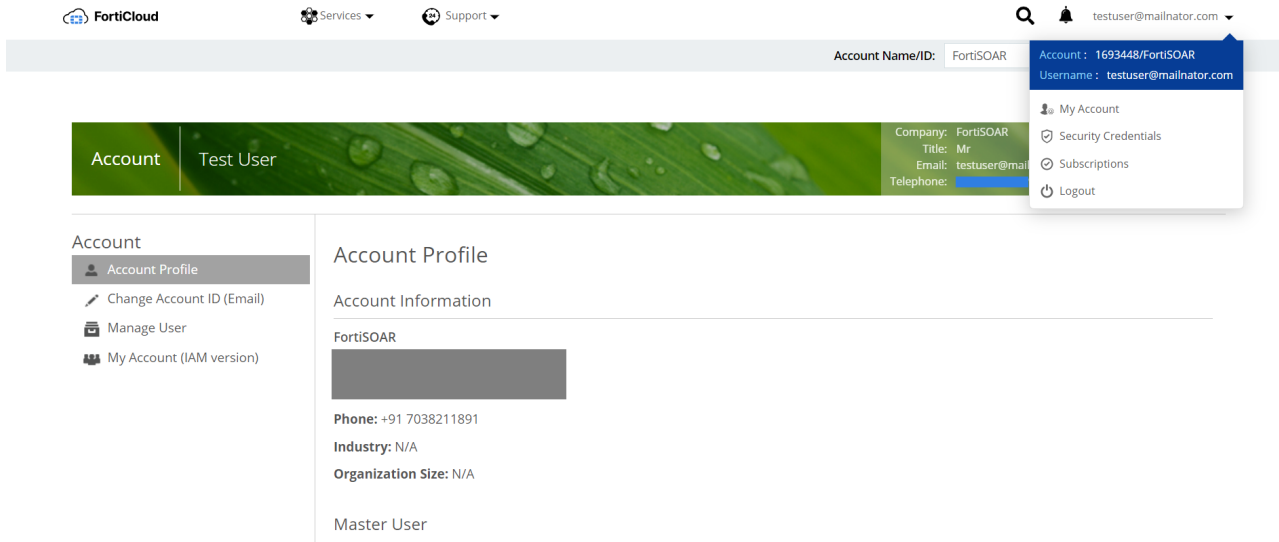 FortiCloud Services Support testuser@mailnator.com
24
Account Name/ID: FortiSOAR
Account : 1693448/FortiSOAR
Username : testuser@mailnator.com
My Account
Security Credentials
Subscriptions
Logout
Account Test User
Company: FortiSOAR
Title: Mr
Email: testuser@mail
Telephone:
Account
Account Profile
Change Account ID (Email)
Manage User
My Account (IAM version)
Account Profile
Account Information
FortiSOAR
Phone: +91 7038211891
Industry: N/A
Organization Size: N/A
Master User